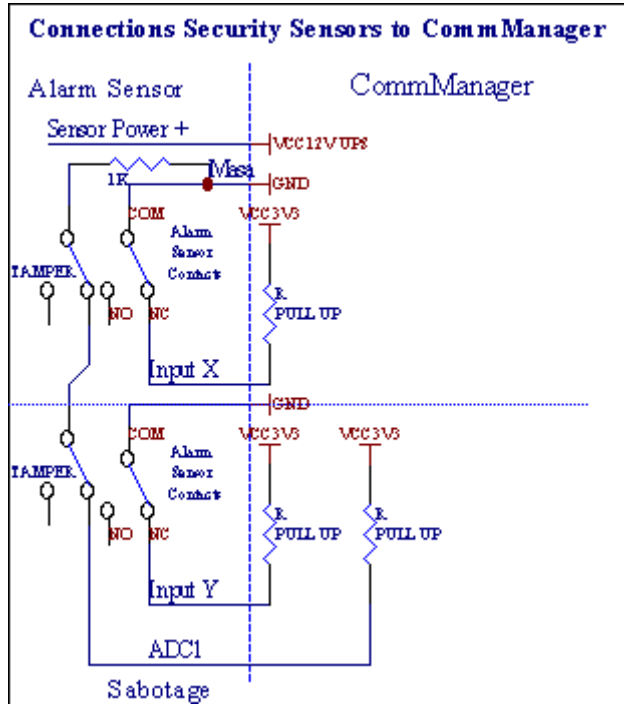 Connections Security Sensors to CommManager
Alarm Sensor
CommManager
Sensor Power +
VCC12V UPS
1K
Masa
GND
COM
Alarm
Sensor
Contact
VCC3V3
TAMPER
NO
NC
R
PULL UP
Input X
GND
COM
Alarm
Sensor
Contact
VCC3V3
VCC3V3
TAMPER
NO
NC
R
PULL UP
R
PULL UP
Input Y
ADC1
Sabotage